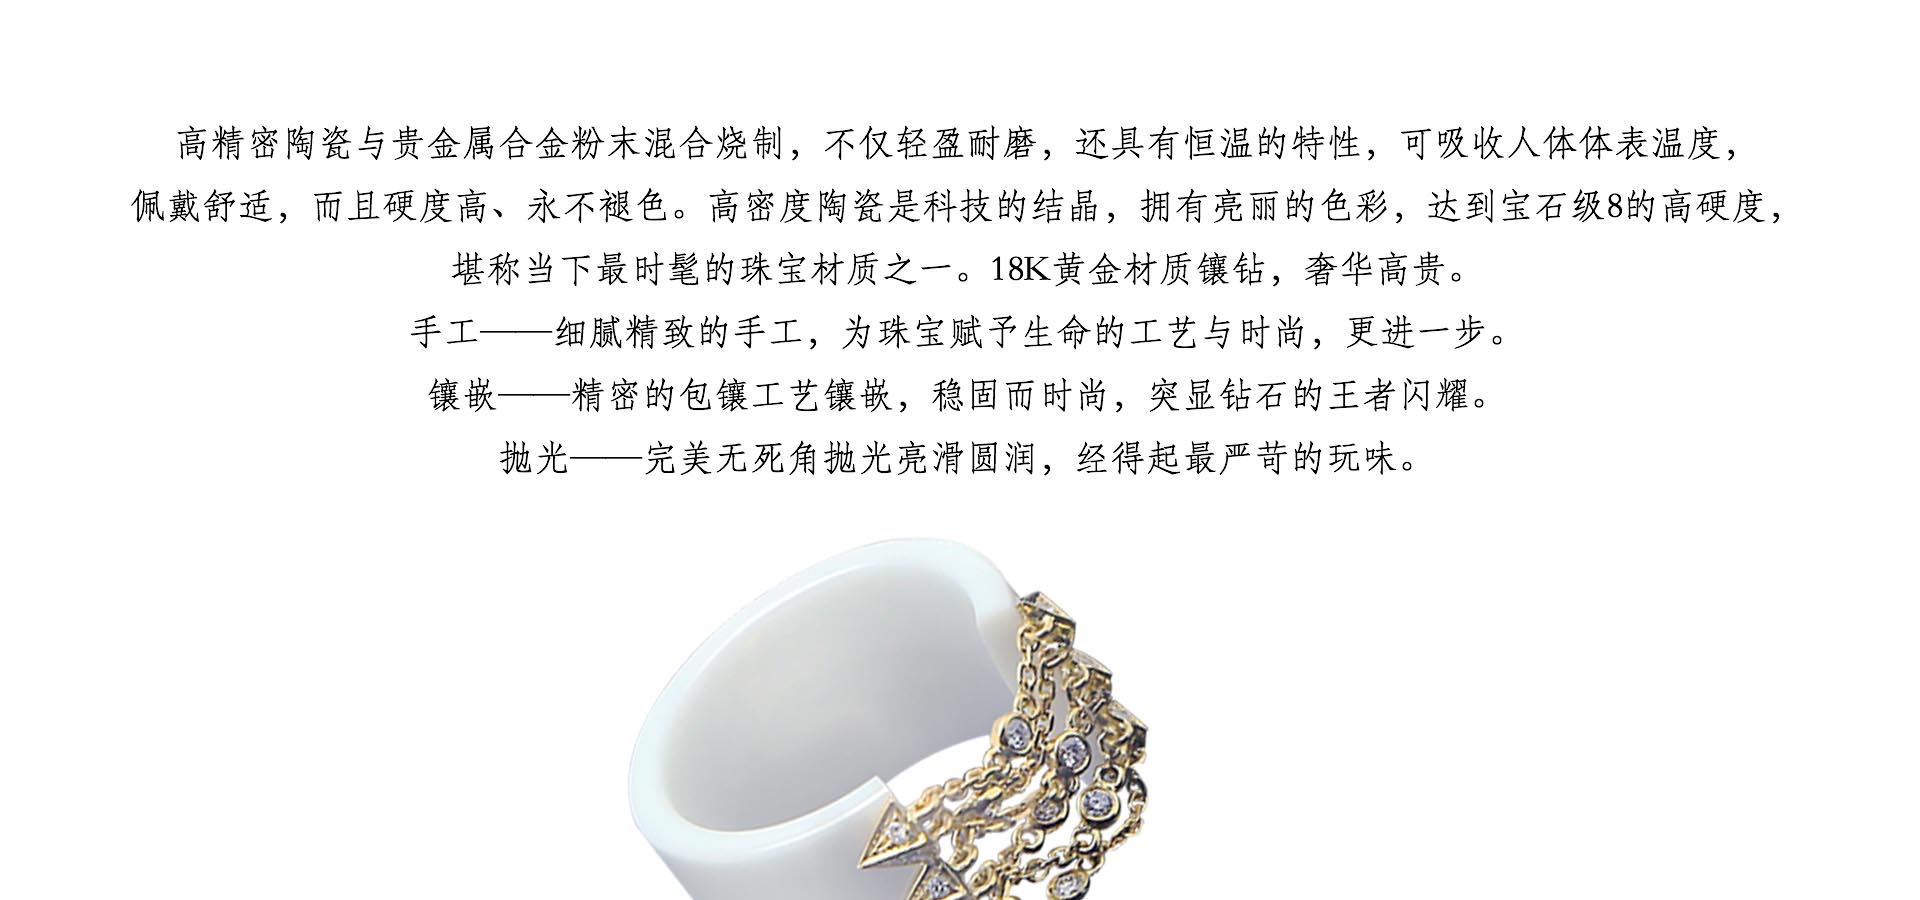 高精密陶瓷与贵金属合金粉末混合烧制，不仅轻盈耐磨，还具有恒温的特性，可吸收人体体表温度，
佩戴舒适，而且硬度高、永不褪色。高密度陶瓷是科技的结晶，拥有亮丽的色彩，达到宝石级8的高硬度，
堪称当下最时髦的珠宝材质之一。18K黄金材质镶钻，奢华高贵。
手工——细腻精致的手工，为珠宝赋予生命的工艺与时尚，更进一步。
镶嵌——精密的包镶工艺镶嵌，稳固而时尚，突显钻石的王者闪耀。
抛光——完美无死角抛光亮滑圆润，经得起最严苛的玩味。